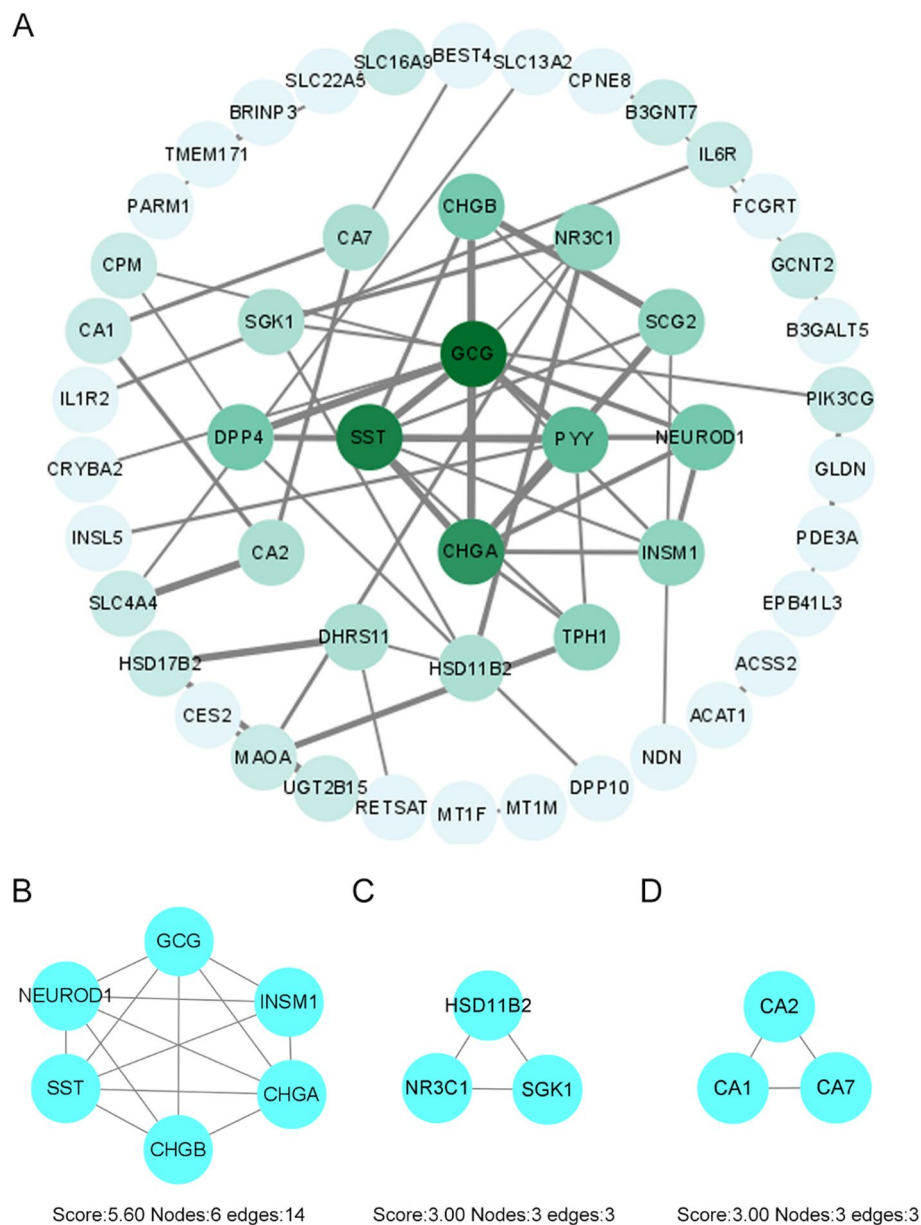 A
SLC16A9
BEST4
SLC13A2
SLC22A5
CPNE8
BRINP3
B3GNT7
TMEM171
IL6R
PARM1
FCGRT
CHGB
CA7
NR3C1
CPM
GCNT2
CA1
SGK1
SCG2
B3GALT5
GCG
IL1R2
PIK3CG
DPP4
SST
PYY
NEUROD1
CRYBA2
GLDN
INSL5
PDE3A
CA2
CHGA
INSM1
SLC4A4
EPB41L3
DHRS11
TPH1
HSD17B2
HSD11B2
ACSS2
CES2
ACAT1
MAOA
NDN
UGT2B15
DPP10
RETSAT
MT1F
MT1M
B
GCG
NEUROD1
INSM1
SST
CHGA
CHGB
Score:5.60 Nodes:6 edges:14
C
HSD11B2
NR3C1
SGK1
Score:3.00 Nodes:3 edges:3
D
CA2
CA1
CA7
Score:3.00 Nodes:3 edges:3